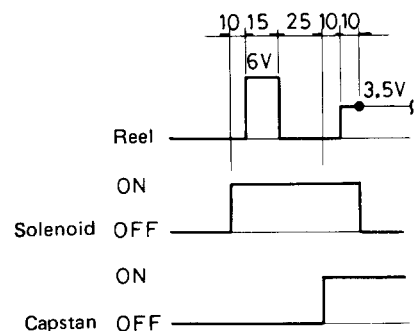 10 15 25 10 10
6V
3.5V
Reel
ON
Solenoid OFF
ON
Capstan OFF